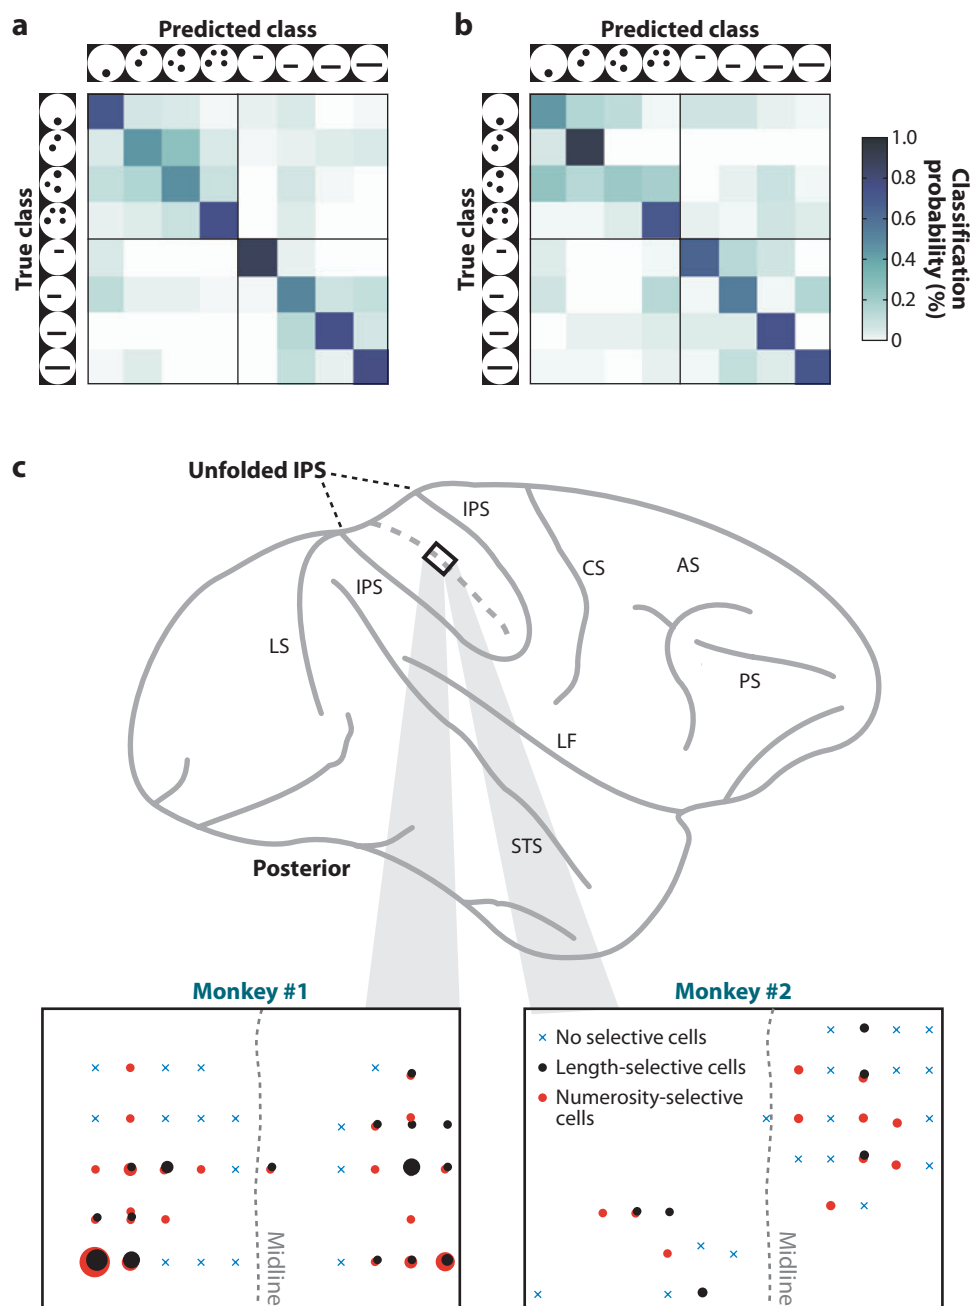 a
b
Predicted class
Predicted class
True class
True class
1.0
0.8
0.6
0.4
0.2
0
Classification
probability (%)
c
Unfolded IPS
IPS
IPS
CS
AS
LS
PS
LF
STS
Posterior
Monkey #1
Monkey #2
Midline
No selective cells
Length-selective cells
Numerosity-selective
cells
Midline